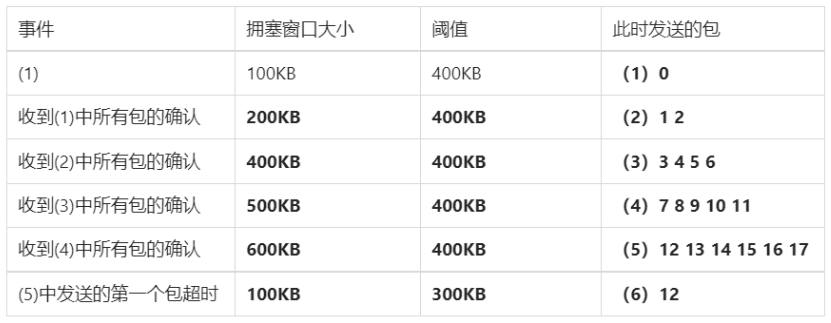 事件 拥塞窗口大小 阈值 此时发送的包
(1) 100KB 400KB （1）0
收到(1)中所有包的确认 200KB 400KB （2）1 2
收到(2)中所有包的确认 400KB 400KB （3）3 4 5 6
收到(3)中所有包的确认 500KB 400KB （4）7 8 9 10 11
收到(4)中所有包的确认 600KB 400KB （5）12 13 14 15 16 17
(5)中发送的第一个包超时 100KB 300KB （6）12